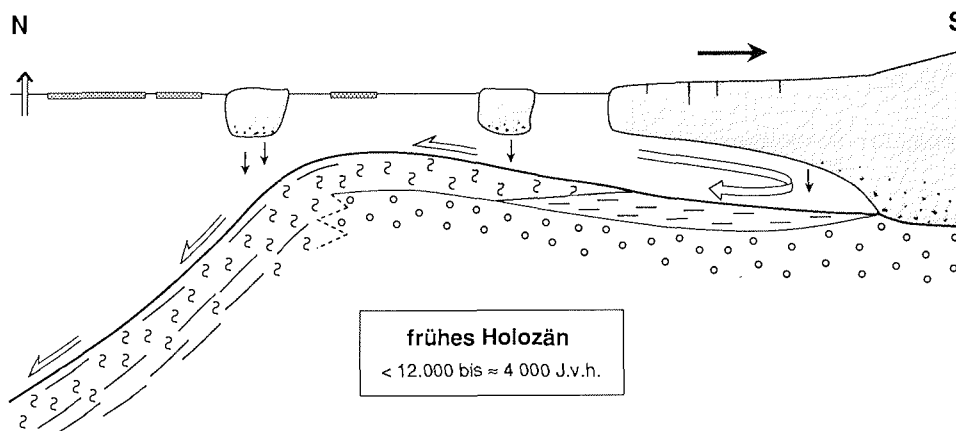 N
S
frühes Holozän
< 12.000 bis ≈ 4 000 J.v.h.